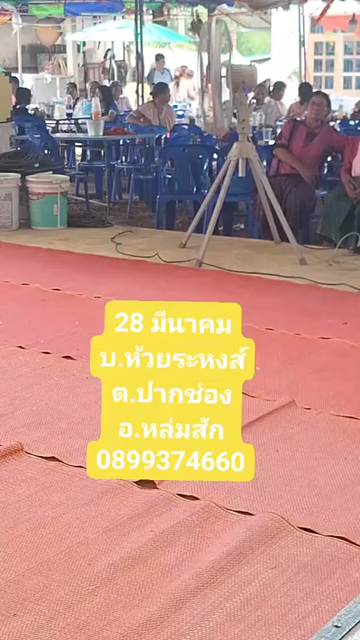 28 มีนาคม
บ.ห้วยระหงส์
ต.ปากช่อง
อ.หล่มสัก
0899374660